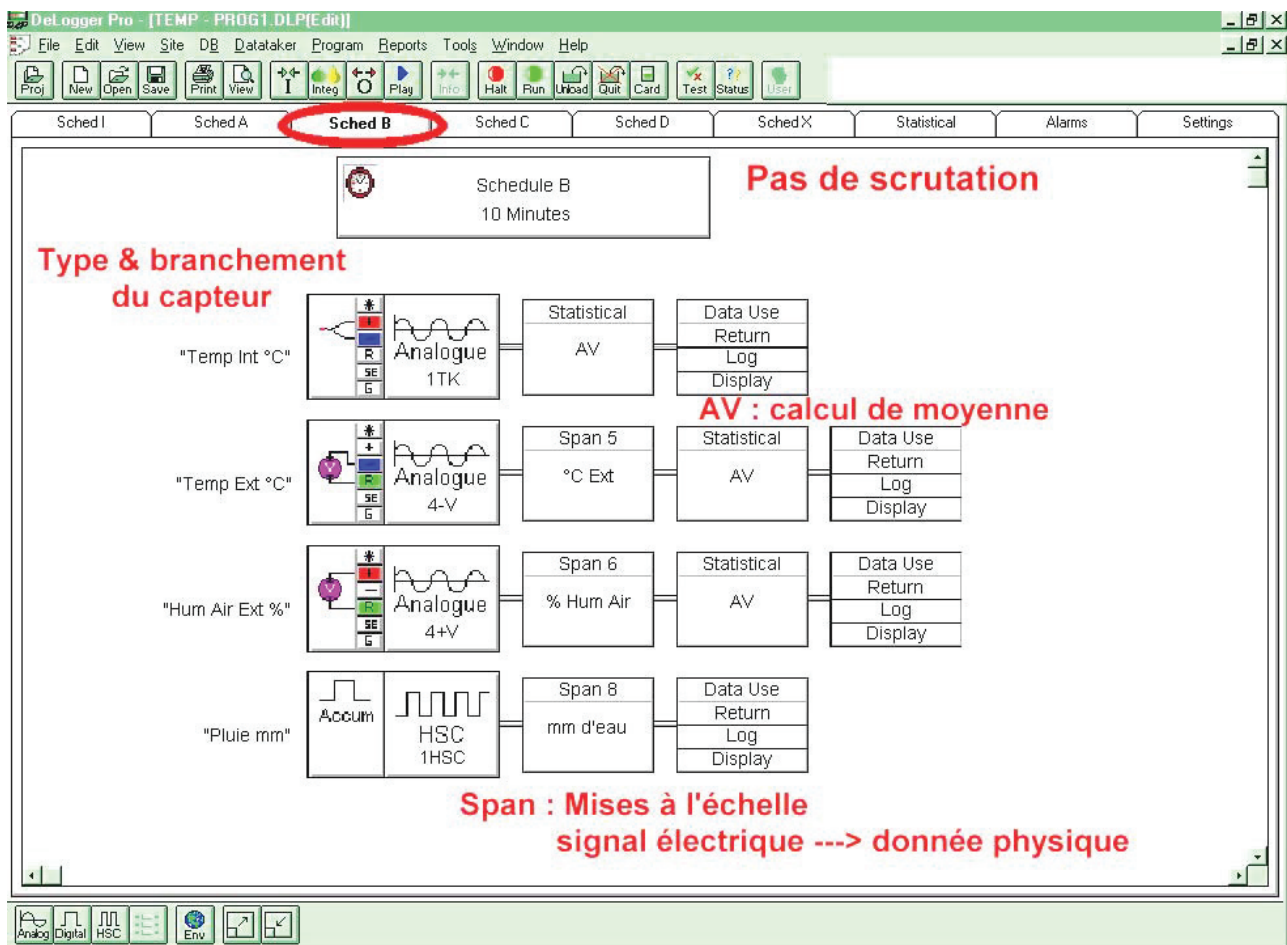 DeLogger Pro - [TEMP - PROG1.DLP(Edit)]
File Edit View Site DB Datataker Program Reports Tools Window Help
Proj New Open Save Print View I Integ O Play Info Halt Run Unload Quit Card Test Status User
Sched I Sched A Sched B Sched C Sched D Sched X Statistical Alarms Settings
Schedule B
10 Minutes
Pas de scrutation
Type & branchement
du capteur
"Temp Int °C"
* R SE G
Analogue
1TK
Statistical
AV
Data Use
Return
Log
Display
AV : calcul de moyenne
"Temp Ext °C"
* + R SE G
Analogue
4-V
Span 5
°C Ext
Statistical
AV
Data Use
Return
Log
Display
"Hum Air Ext %"
* R SE G
Analogue
4+V
Span 6
% Hum Air
Statistical
AV
Data Use
Return
Log
Display
"Pluie mm"
Accum
HSC
1HSC
Span 8
mm d'eau
Data Use
Return
Log
Display
Span : Mises à l'échelle
signal électrique ---> donnée physique
Analog Digital HSC Env